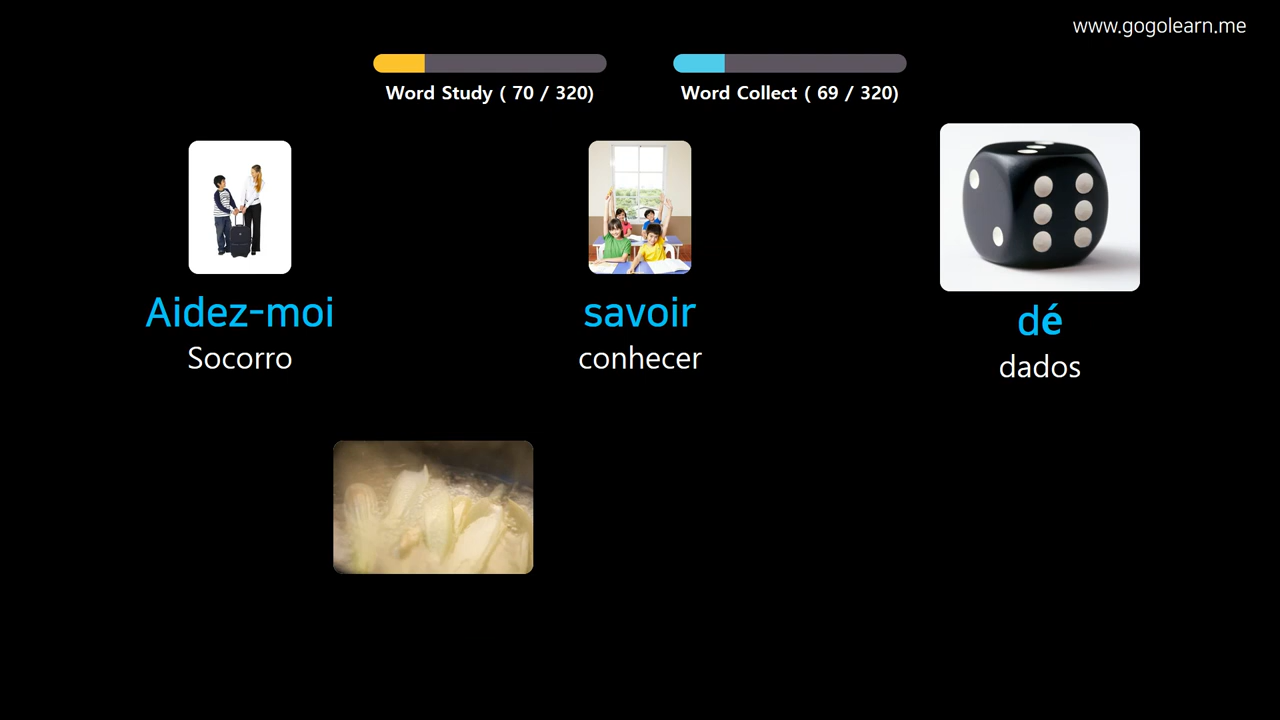 www.gogolearn.me
Word Study ( 70 / 320)
Word Collect ( 69 / 320)
Aidez-moi
Socorro
savoir
conhecer
dé
dados